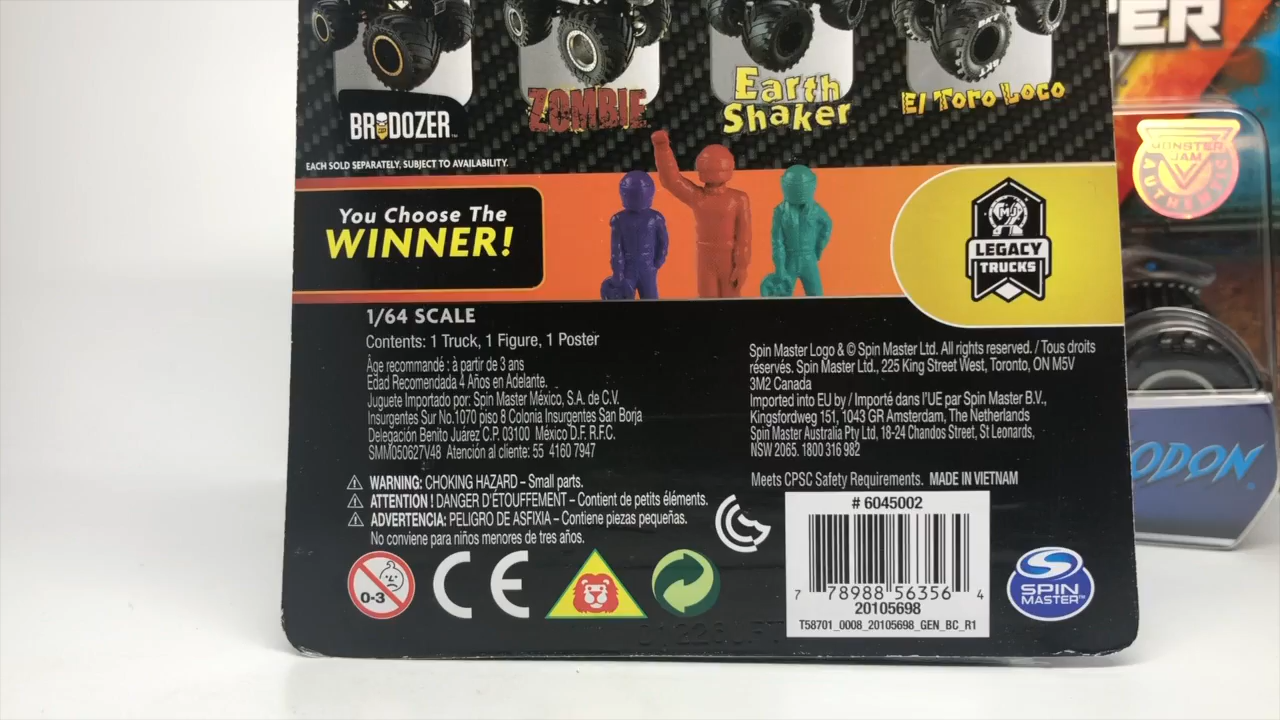 ER
BRODOZER™
ZOMBIE
Earth
Shaker
El Toro Loco
MONSTER
JAM
AUTHENTIC
EACH SOLD SEPARATELY, SUBJECT TO AVAILABILITY.
You Choose The
WINNER!
MJ
LEGACY
TRUCKS
1/64 SCALE
Contents: 1 Truck, 1 Figure, 1 Poster
Âge recommandé : à partir de 3 ans
Edad Recomendada 4 Años en Adelante.
Juguete Importado por: Spin Master México, S.A. de C.V.
Insurgentes Sur No.1070 piso 8 Colonia Insurgentes San Borja
Delegación Benito Juárez C.P. 03100 México D.F. R.F.C.
SMM050627V48 Atención al cliente: 55 4160 7947
Spin Master Logo & © Spin Master Ltd. All rights reserved. / Tous droits
réservés. Spin Master Ltd., 225 King Street West, Toronto, ON M5V
3M2 Canada
Imported into EU by / Importé dans l'UE par Spin Master B.V.,
Kingsfordweg 151, 1043 GR Amsterdam, The Netherlands
Spin Master Australia Pty Ltd, 18-24 Chandos Street, St Leonards,
NSW 2065. 1800 316 982
Meets CPSC Safety Requirements. MADE IN VIETNAM
ODON
WARNING: CHOKING HAZARD – Small parts.
ATTENTION ! DANGER D'ÉTOUFFEMENT – Contient de petits éléments.
ADVERTENCIA: PELIGRO DE ASFIXIA – Contiene piezas pequeñas.
No conviene para niños menores de tres años.
0-3
CE
# 6045002
7 78988 56356 4
20105698
T58701_0008_20105698_GEN_BC_R1
SPIN
MASTER™